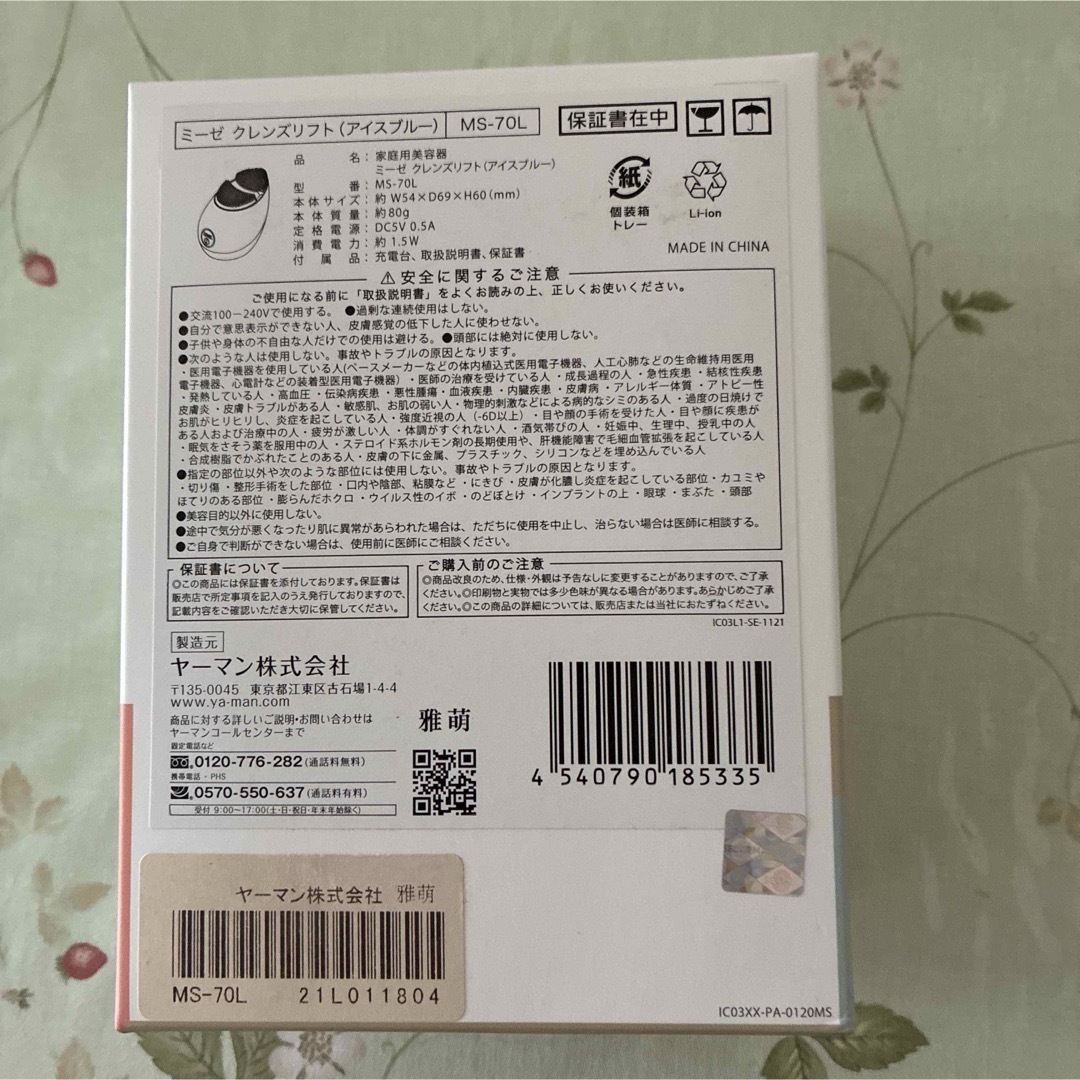 ミーゼ クレンズリフト(アイスブルー) MS-70L
保証書在中
品名：家庭用美容器
ミーゼ クレンズリフト(アイスブルー)
型番：MS-70L
本体サイズ：約 W54×D69×H60(mm)
本体質量：約80g
定格電源：DC5V 0.5A
消費電力：約 1.5W
付属品：充電台、取扱説明書、保証書
紙
個装箱
トレー
Li-ion
MADE IN CHINA
安全に関するご注意
ご使用になる前に「取扱説明書」をよくお読みの上、正しくお使いください。
●交流100−240Vで使用する。 ●過剰な連続使用はしない。
●自分で意思表示ができない人、皮膚感覚の低下した人に使わせない。
●子供や身体の不自由な人だけでの使用は避ける。●頭部には絶対に使用しない。
●次のような人は使用しない。事故やトラブルの原因となります。
・医用電子機器を使用している人(ペースメーカーなどの体内植込式医用電子機器、人工心肺などの生命維持用医用
電子機器、心電計などの装着型医用電子機器)・医師の治療を受けている人・成長過程の人・急性疾患・結核性疾患
・発熱している人・高血圧・伝染病疾患・悪性腫瘍・血液疾患・内臓疾患・皮膚病・アレルギー体質・アトピー性
皮膚炎・皮膚トラブルがある人・敏感肌、お肌の弱い人・物理的刺激などによる病的なシミのある人・過度の日焼けで
お肌がヒリヒリし、炎症を起こしている人・強度近視の人(-6D以上)・目や顔の手術を受けた人・目や顔に疾患が
ある人および治療中の人・疲労が激しい人・体調がすぐれない人・酒気帯びの人・妊娠中、生理中、授乳中の人
・眠気をさそう薬を服用中の人・ステロイド系ホルモン剤の長期使用や、肝機能障害で毛細血管拡張を起こしている人
・合成樹脂でかぶれたことのある人・皮膚の下に金属、プラスチック、シリコンなどを埋め込んでいる人
●指定の部位以外や次のような部位には使用しない。事故やトラブルの原因となります。
・切り傷・整形手術をした部位・口内や陰部、粘膜など・にきび・皮膚が化膿し炎症を起こしている部位・カユミや
ほてりのある部位・膨らんだホクロ・ウイルス性のイボ・のどぼとけ・インプラントの上・眼球・まぶた・頭部
●美容目的以外に使用しない。
●途中で気分が悪くなったり肌に異常があらわれた場合は、ただちに使用を中止し、治らない場合は医師に相談する。
●ご自身で判断ができない場合は、使用前に医師にご相談ください。
保証書について
◎この商品には保証書を添付しております。保証書は
販売店で所定事項を記入のうえ発行しておりますので、
記載内容をご確認いただき大切に保管してください。
ご購入前のご注意
◎商品改良のため、仕様・外観は予告なしに変更することがありますので、ご了承
ください。◎印刷物と実物では多少色味が異なる場合があります。あらかじめご了承
ください。◎この商品の詳細については、販売店または当社におたずねください。
IC03L1-SE-1121
製造元
ヤーマン株式会社
〒135-0045 東京都江東区古石場1-4-4
www.ya-man.com
商品に対する詳しいご説明・お問い合わせは
ヤーマンコールセンターまで
固定電話など
0120-776-282(通話料無料)
携帯電話・PHS
0570-550-637(通話料有料)
受付 9:00〜17:00(土・日・祝日・年末年始除く)
雅萌
4 540790 185335
ヤーマン株式会社 雅萌
MS-70L 21L011804
IC03XX-PA-0120MS